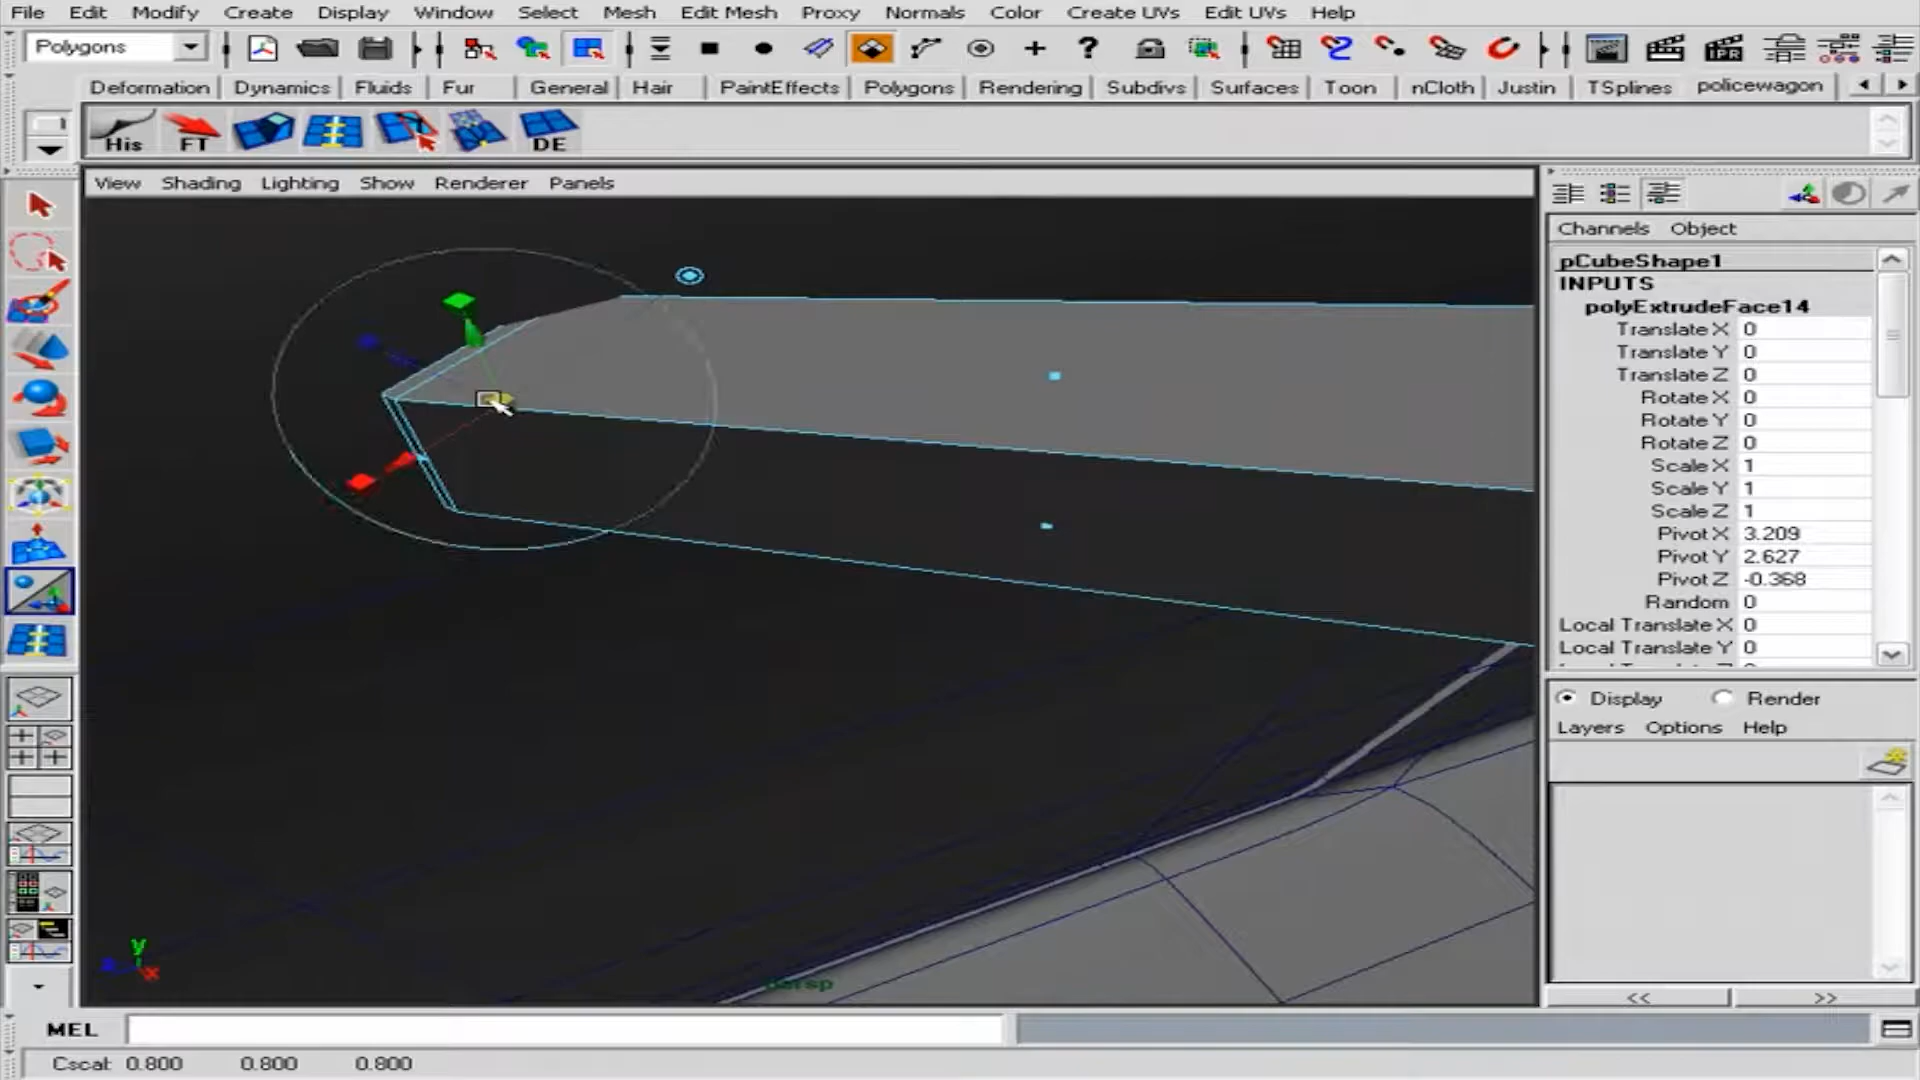 File Edit Modify Create Display Window Select Mesh Edit Mesh Proxy Normals Color Create UVs Edit UVs Help
Polygons
IPR
Deformation Dynamics Fluids Fur General Hair PaintEffects Polygons Rendering Subdivs Surfaces Toon nCloth Justin TSplines policewagon
1
His FT DE
View Shading Lighting Show Renderer Panels
Channels Object
pCubeShape1
INPUTS
polyExtrudeFace14
Translate X 0
Translate Y 0
Translate Z 0
Rotate X 0
Rotate Y 0
Rotate Z 0
Scale X 1
Scale Y 1
Scale Z 1
Pivot X 3.209
Pivot Y 2.627
Pivot Z -0.368
Random 0
Local Translate X 0
Local Translate Y 0
Display Render
Layers Options Help
y
x
persp
<< >>
MEL
Cscal: 0.800 0.800 0.800